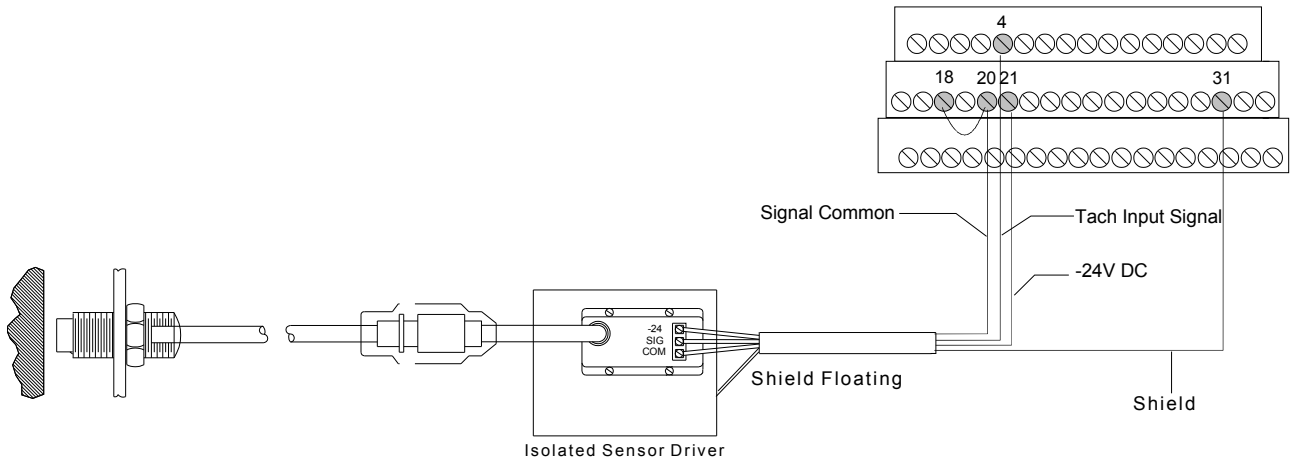 4
18 20 21 31
Signal Common
Tach Input Signal
-24V DC
-24
SIG
COM
Shield Floating
Shield
Isolated Sensor Driver